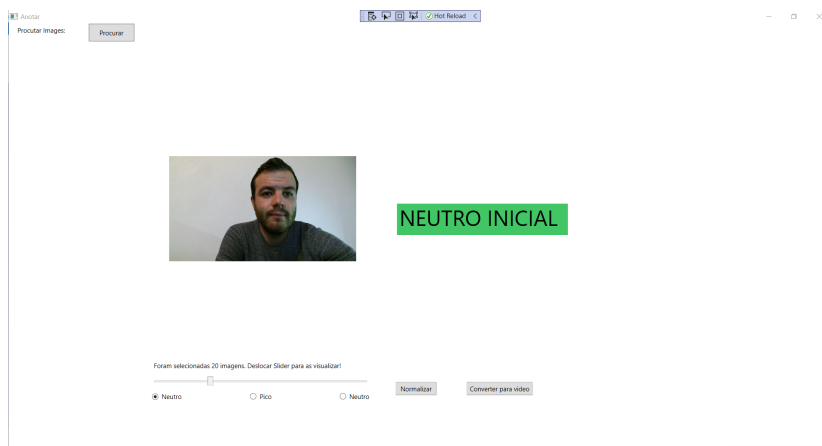 Anotar
Hot Reload
Procutar Images:
Procurar
NEUTRO INICIAL
Foram selecionadas 20 imagens. Deslocar Slider para as visualizar!
Neutro
Pico
Neutro
Normalizar
Converter para video